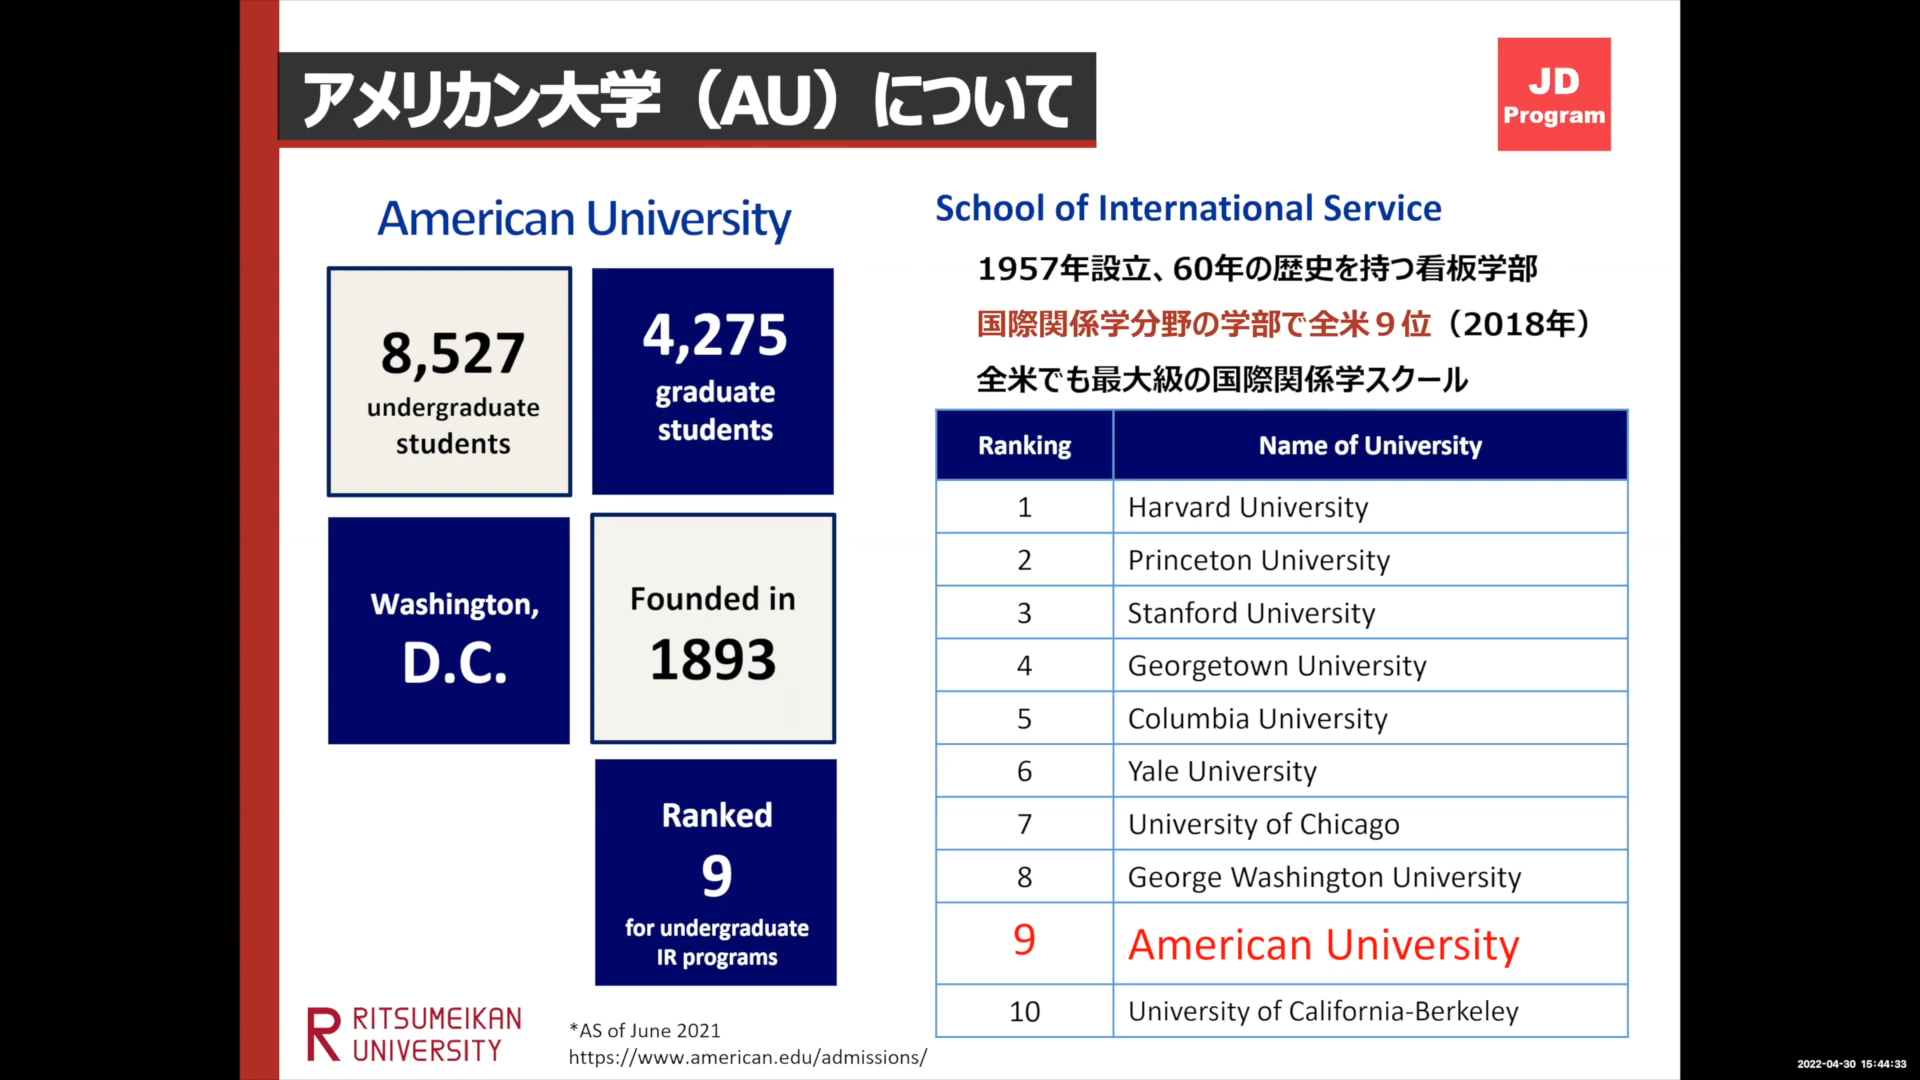 アメリカン大学（AU）について
JD
Program
American University
8,527
undergraduate
students
4,275
graduate
students
Washington,
D.C.
Founded in
1893
Ranked
9
for undergraduate
IR programs
School of International Service
1957年設立、60年の歴史を持つ看板学部
国際関係学分野の学部で全米９位（2018年）
全米でも最大級の国際関係学スクール
Ranking Name of University
1 Harvard University
2 Princeton University
3 Stanford University
4 Georgetown University
5 Columbia University
6 Yale University
7 University of Chicago
8 George Washington University
9 American University
10 University of California-Berkeley
R RITSUMEIKAN
UNIVERSITY
*AS of June 2021
https://www.american.edu/admissions/
2022-04-30 15:44:33